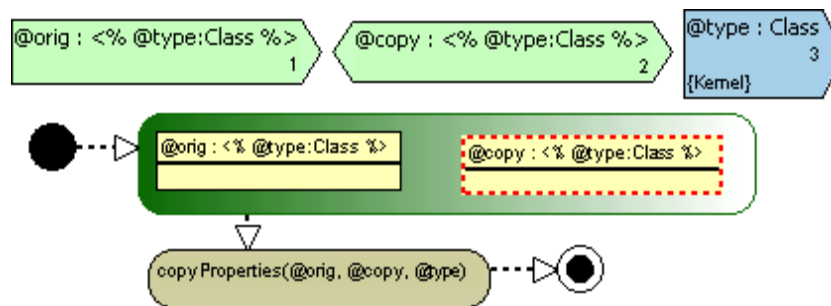 @orig : <% @type:Class %>
1
@copy : <% @type:Class %>
2
@type : Class
3
{Kernel}
@orig : <% @type:Class %>
@copy : <% @type:Class %>
copyProperties(@orig, @copy, @type)